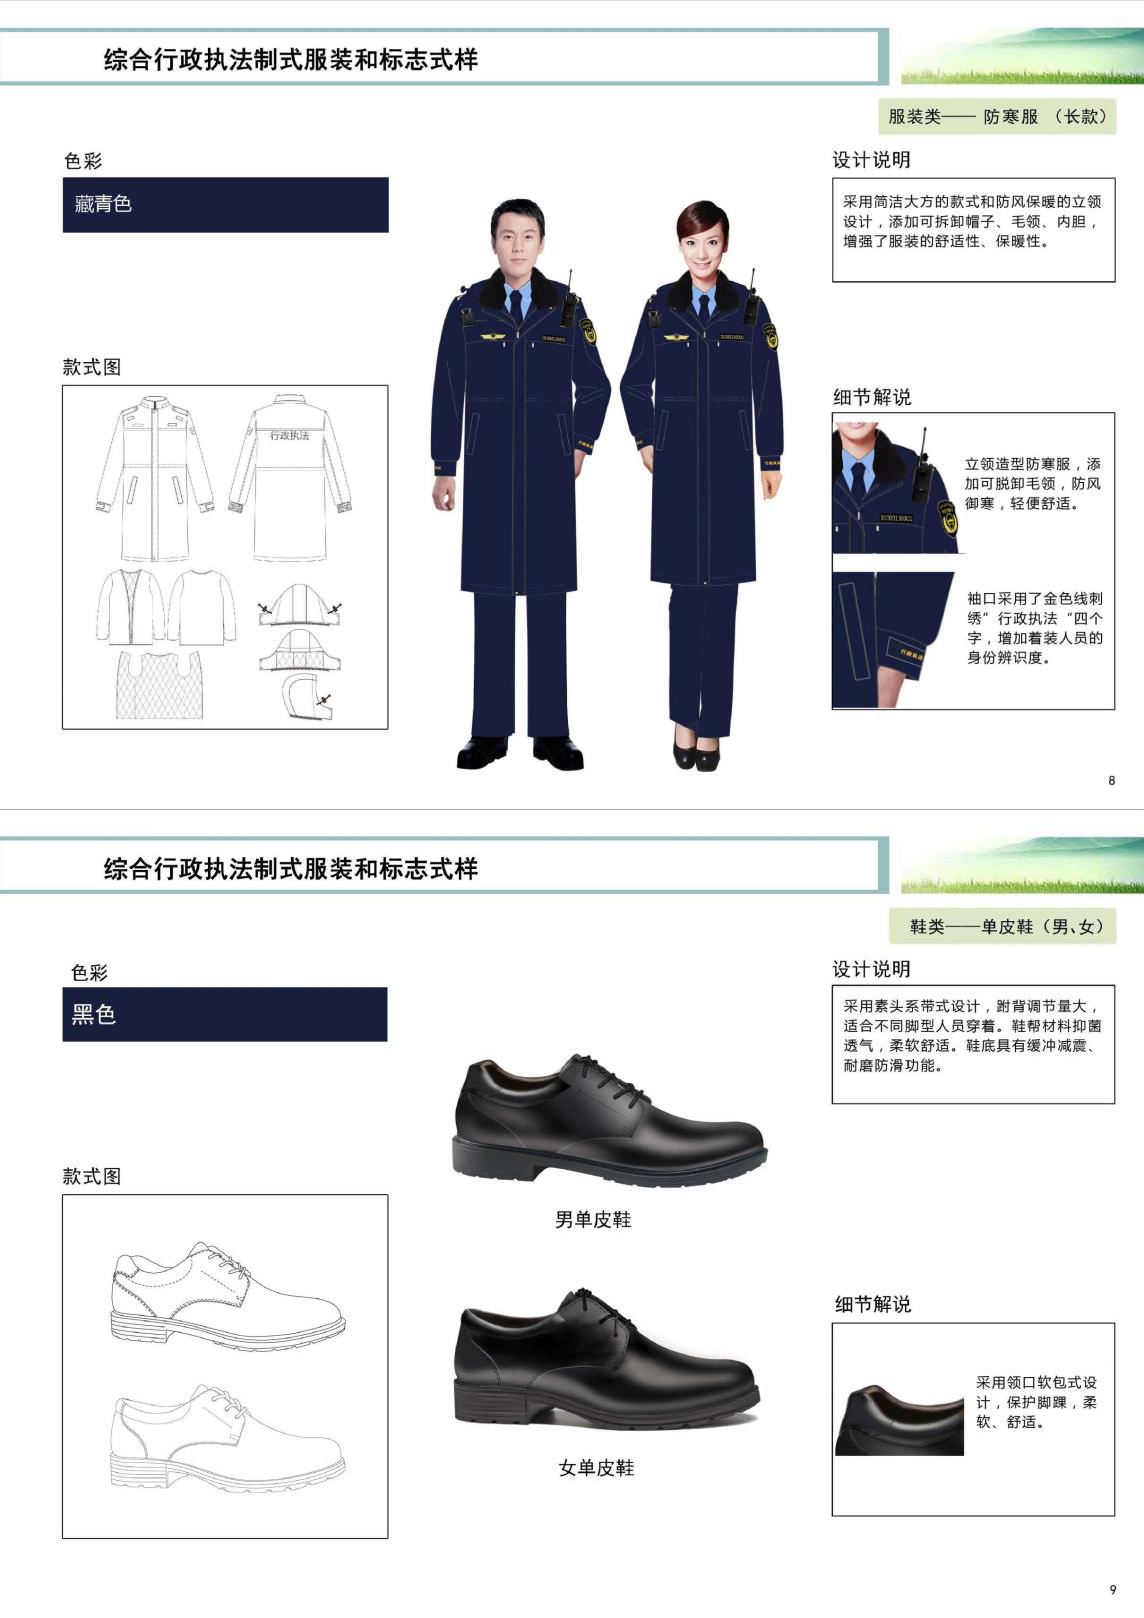 综合行政执法制式服装和标志式样
服装类—— 防寒服 （长款）
色彩
藏青色
款式图
行政执法
设计说明
采用简洁大方的款式和防风保暖的立领
设计，添加可拆卸帽子、毛领、内胆，
增强了服装的舒适性、保暖性。
细节解说
立领造型防寒服，添
加可脱卸毛领，防风
御寒，轻便舒适。
袖口采用了金色线刺
绣”行政执法“四个
字，增加着装人员的
身份辨识度。
行政执法
8
综合行政执法制式服装和标志式样
鞋类——单皮鞋（男、女）
色彩
黑色
款式图
男单皮鞋
女单皮鞋
设计说明
采用素头系带式设计，跗背调节量大，
适合不同脚型人员穿着。鞋帮材料抑菌
透气，柔软舒适。鞋底具有缓冲减震、
耐磨防滑功能。
细节解说
采用领口软包式设
计，保护脚踝，柔
软、舒适。
9